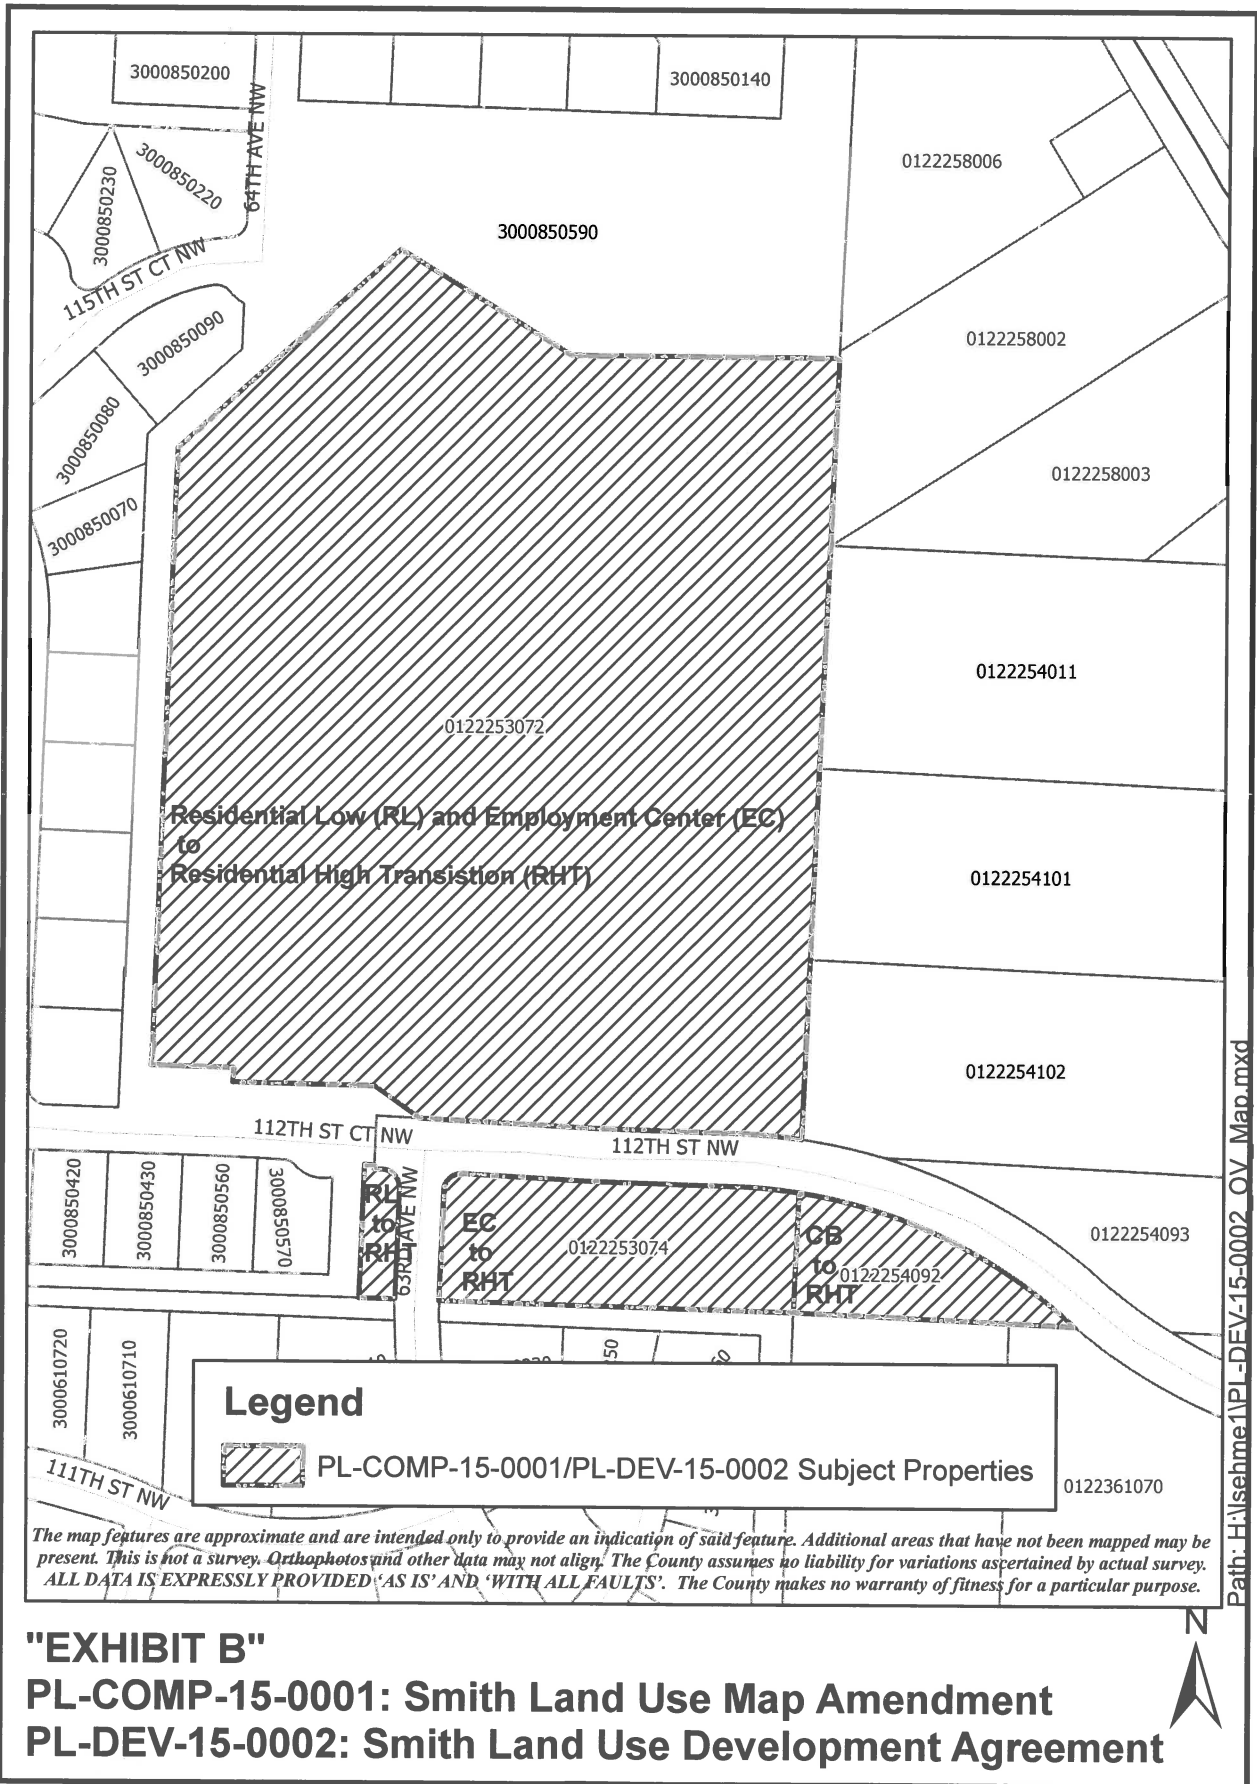 3000850200
3000850140
64TH AVE NW
3000850220
3000850230
0122258006
3000850590
115TH ST CT NW
3000850090
0122258002
3000850080
0122258003
3000850070
0122254011
0122253072
Residential Low (RL) and Employment Center (EC)
to
Residential High Transistion (RHT)
0122254101
0122254102
112TH ST CT NW
112TH ST NW
3000850420
3000850430
3000850560
3000850570
RL
to
RHT
63RD AVE NW
EC
to
RHT
0122253074
CB
to
RHT
0122254092
0122254093
3000610720
3000610710
111TH ST NW
Legend
PL-COMP-15-0001/PL-DEV-15-0002 Subject Properties
0122361070
The map features are approximate and are intended only to provide an indication of said feature. Additional areas that have not been mapped may be
present. This is not a survey. Orthophotos and other data may not align. The County assumes no liability for variations ascertained by actual survey.
ALL DATA IS EXPRESSLY PROVIDED ‘AS IS’ AND ‘WITH ALL FAULTS’. The County makes no warranty of fitness for a particular purpose.
N
"EXHIBIT B"
PL-COMP-15-0001: Smith Land Use Map Amendment
PL-DEV-15-0002: Smith Land Use Development Agreement